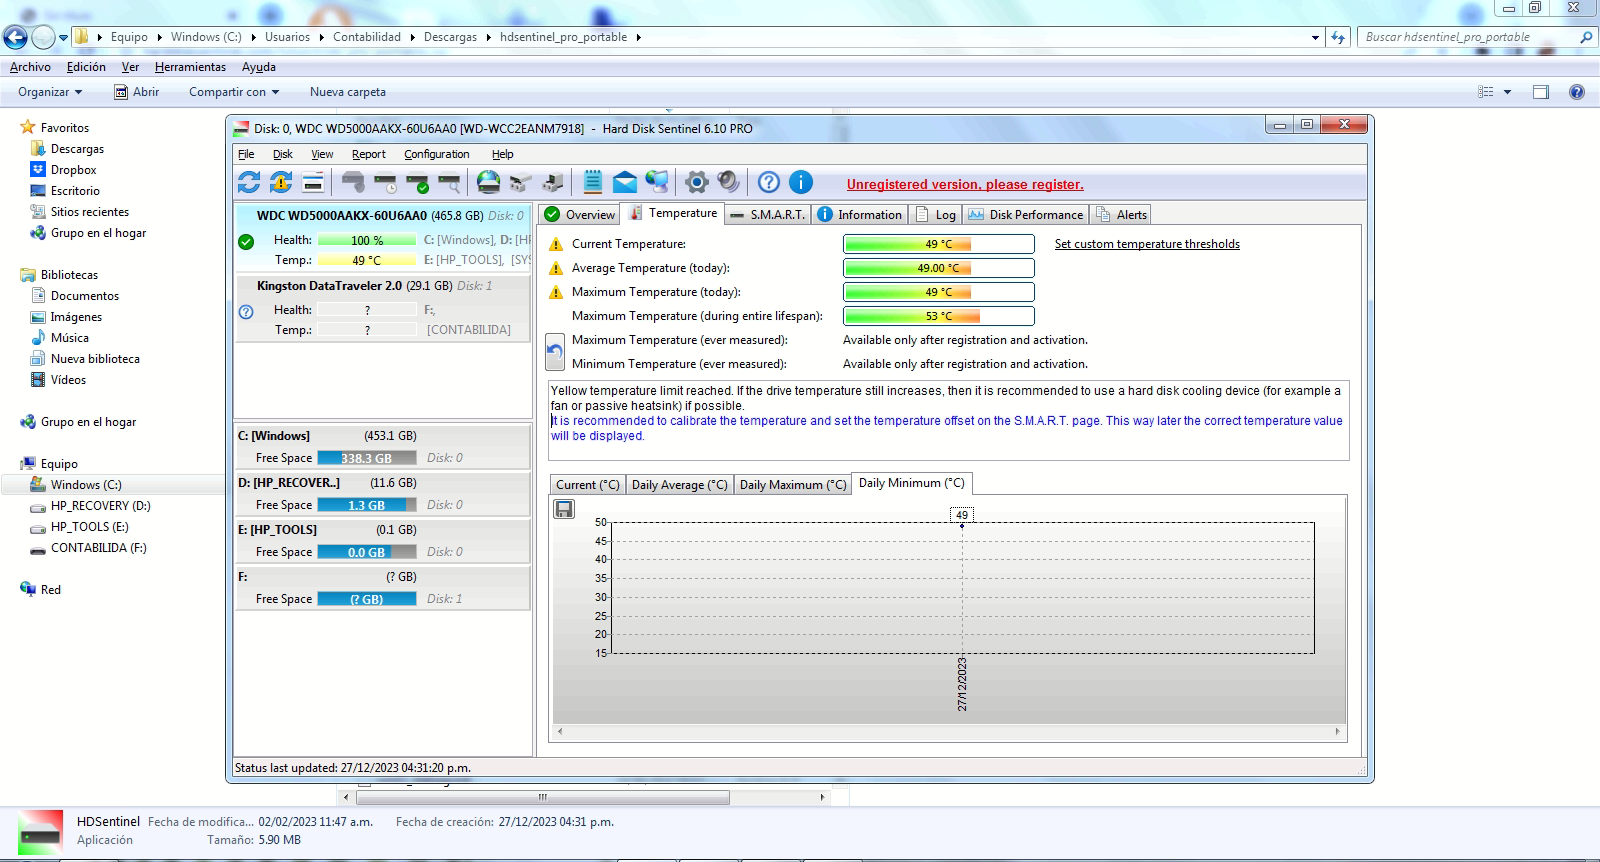 Equipo
Windows (C:)
Usuarios
Contabilidad
Descargas
hdsentinel_pro_portable
Buscar hdsentinel_pro_portable
Archivo
Edición
Ver
Herramientas
Ayuda
Organizar
Abrir
Compartir con
Nueva carpeta
Favoritos
Descargas
Dropbox
Escritorio
Sitios recientes
Grupo en el hogar
Bibliotecas
Documentos
Imágenes
Música
Nueva biblioteca
Vídeos
Grupo en el hogar
Equipo
Windows (C:)
HP_RECOVERY (D:)
HP_TOOLS (E:)
CONTABILIDA (F:)
Red
Disk: 0, WDC WD5000AAKX-60U6AA0 [WD-WCC2EANM7918] - Hard Disk Sentinel 6.10 PRO
File
Disk
View
Report
Configuration
Help
Unregistered version, please register.
WDC WD5000AAKX-60U6AA0 (465.8 GB) Disk: 0
Health: 100 % C: [Windows], D: [HI
Temp.: 49 °C E: [HP_TOOLS], [SYS
Kingston DataTraveler 2.0 (29.1 GB) Disk: 1
Health: ? F:,
Temp.: ? [CONTABILIDA]
C: [Windows] (453.1 GB)
Free Space 338.3 GB Disk: 0
D: [HP_RECOVER..] (11.6 GB)
Free Space 1.3 GB Disk: 0
E: [HP_TOOLS] (0.1 GB)
Free Space 0.0 GB Disk: 0
F: (? GB)
Free Space (? GB) Disk: 1
Overview
Temperature
S.M.A.R.T.
Information
Log
Disk Performance
Alerts
Current Temperature: 49 °C Set custom temperature thresholds
Average Temperature (today): 49.00 °C
Maximum Temperature (today): 49 °C
Maximum Temperature (during entire lifespan): 53 °C
Maximum Temperature (ever measured): Available only after registration and activation.
Minimum Temperature (ever measured): Available only after registration and activation.
Yellow temperature limit reached. If the drive temperature still increases, then it is recommended to use a hard disk cooling device (for example a
fan or passive heatsink) if possible.
It is recommended to calibrate the temperature and set the temperature offset on the S.M.A.R.T. page. This way later the correct temperature value
will be displayed.
Current (°C)
Daily Average (°C)
Daily Maximum (°C)
Daily Minimum (°C)
49
50
45
40
35
30
25
20
15
27/12/2023
Status last updated: 27/12/2023 04:31:20 p.m.
HDSentinel Fecha de modifica... 02/02/2023 11:47 a.m. Fecha de creación: 27/12/2023 04:31 p.m.
Aplicación Tamaño: 5.90 MB